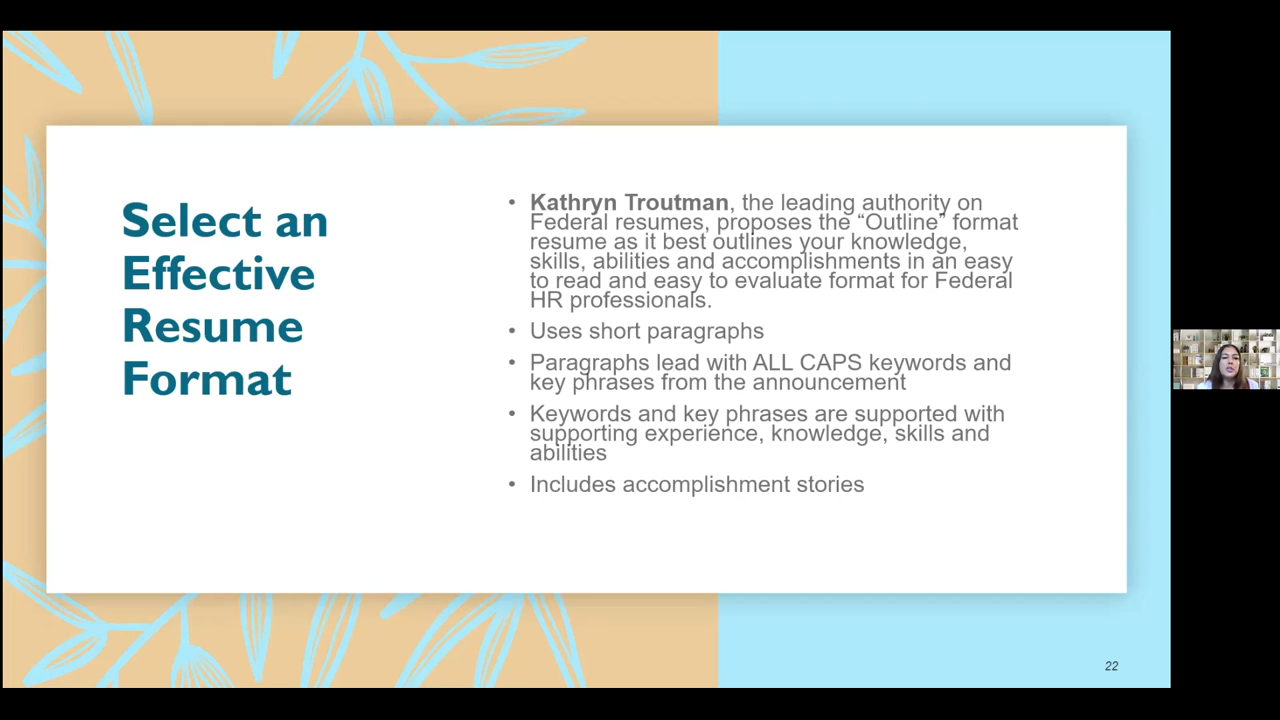 Select an
Effective
Resume
Format
• Kathryn Troutman, the leading authority on
Federal resumes, proposes the “Outline” format
resume as it best outlines your knowledge,
skills, abilities and accomplishments in an easy
to read and easy to evaluate format for Federal
HR professionals.
• Uses short paragraphs
• Paragraphs lead with ALL CAPS keywords and
key phrases from the announcement
• Keywords and key phrases are supported with
supporting experience, knowledge, skills and
abilities
• Includes accomplishment stories
22